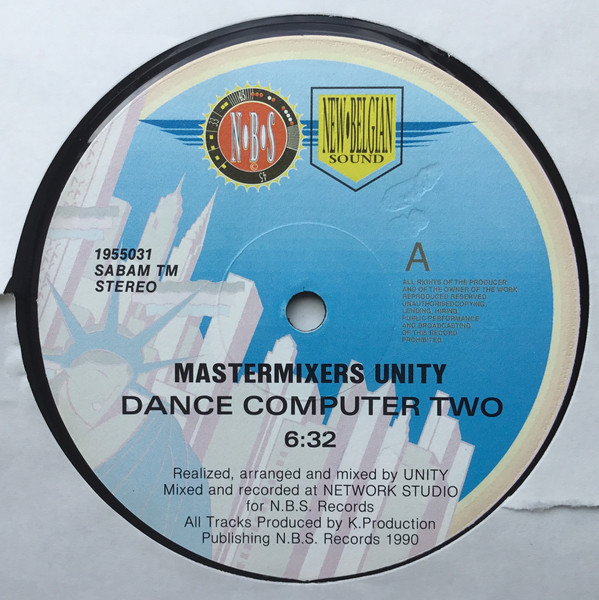 N•B•S
NEW•BELGIAN
SOUND
1955031
SABAM TM
STEREO
A
ALL RIGHTS OF THE PRODUCER
AND OF THE OWNER OF THE WORK
REPRODUCED RESERVED
UNAUTHORISED COPYING,
LENDING, HIRING,
PUBLIC PERFORMANCE
AND BROADCASTING
OF THIS RECORD
PROHIBITED
MASTERMIXERS UNITY
DANCE COMPUTER TWO
6:32
Realized, arranged and mixed by UNITY
Mixed and recorded at NETWORK STUDIO
for N.B.S. Records
All Tracks Produced by K.Production
Publishing N.B.S. Records 1990